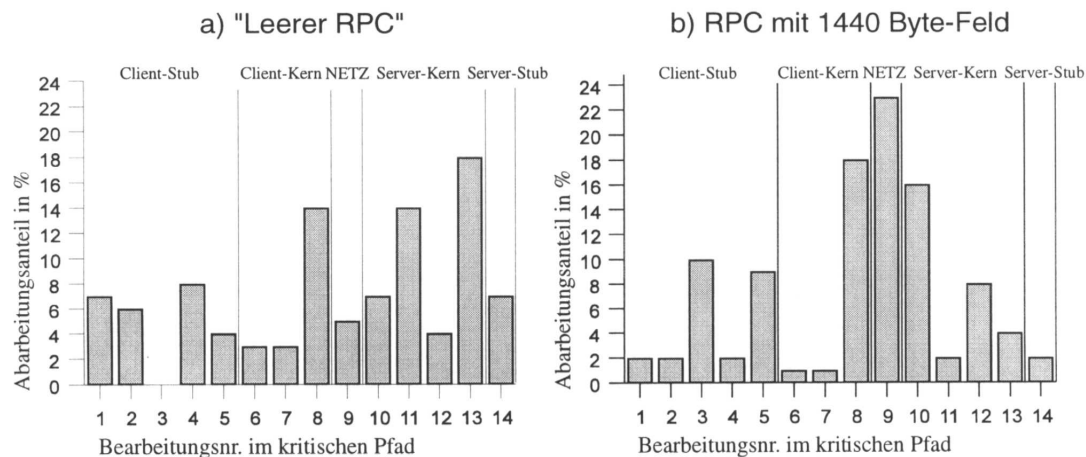 a) "Leerer RPC"
Client-Stub Client-Kern NETZ Server-Kern Server-Stub
Abarbeitungsanteil in %
24
22
20
18
16
14
12
10
8
6
4
2
0
1 2 3 4 5 6 7 8 9 10 11 12 13 14
Bearbeitungsnr. im kritischen Pfad
b) RPC mit 1440 Byte-Feld
Client-Stub Client-Kern NETZ Server-Kern Server-Stub
Abarbeitungsanteil in %
24
22
20
18
16
14
12
10
8
6
4
2
0
1 2 3 4 5 6 7 8 9 10 11 12 13 14
Bearbeitungsnr. im kritischen Pfad